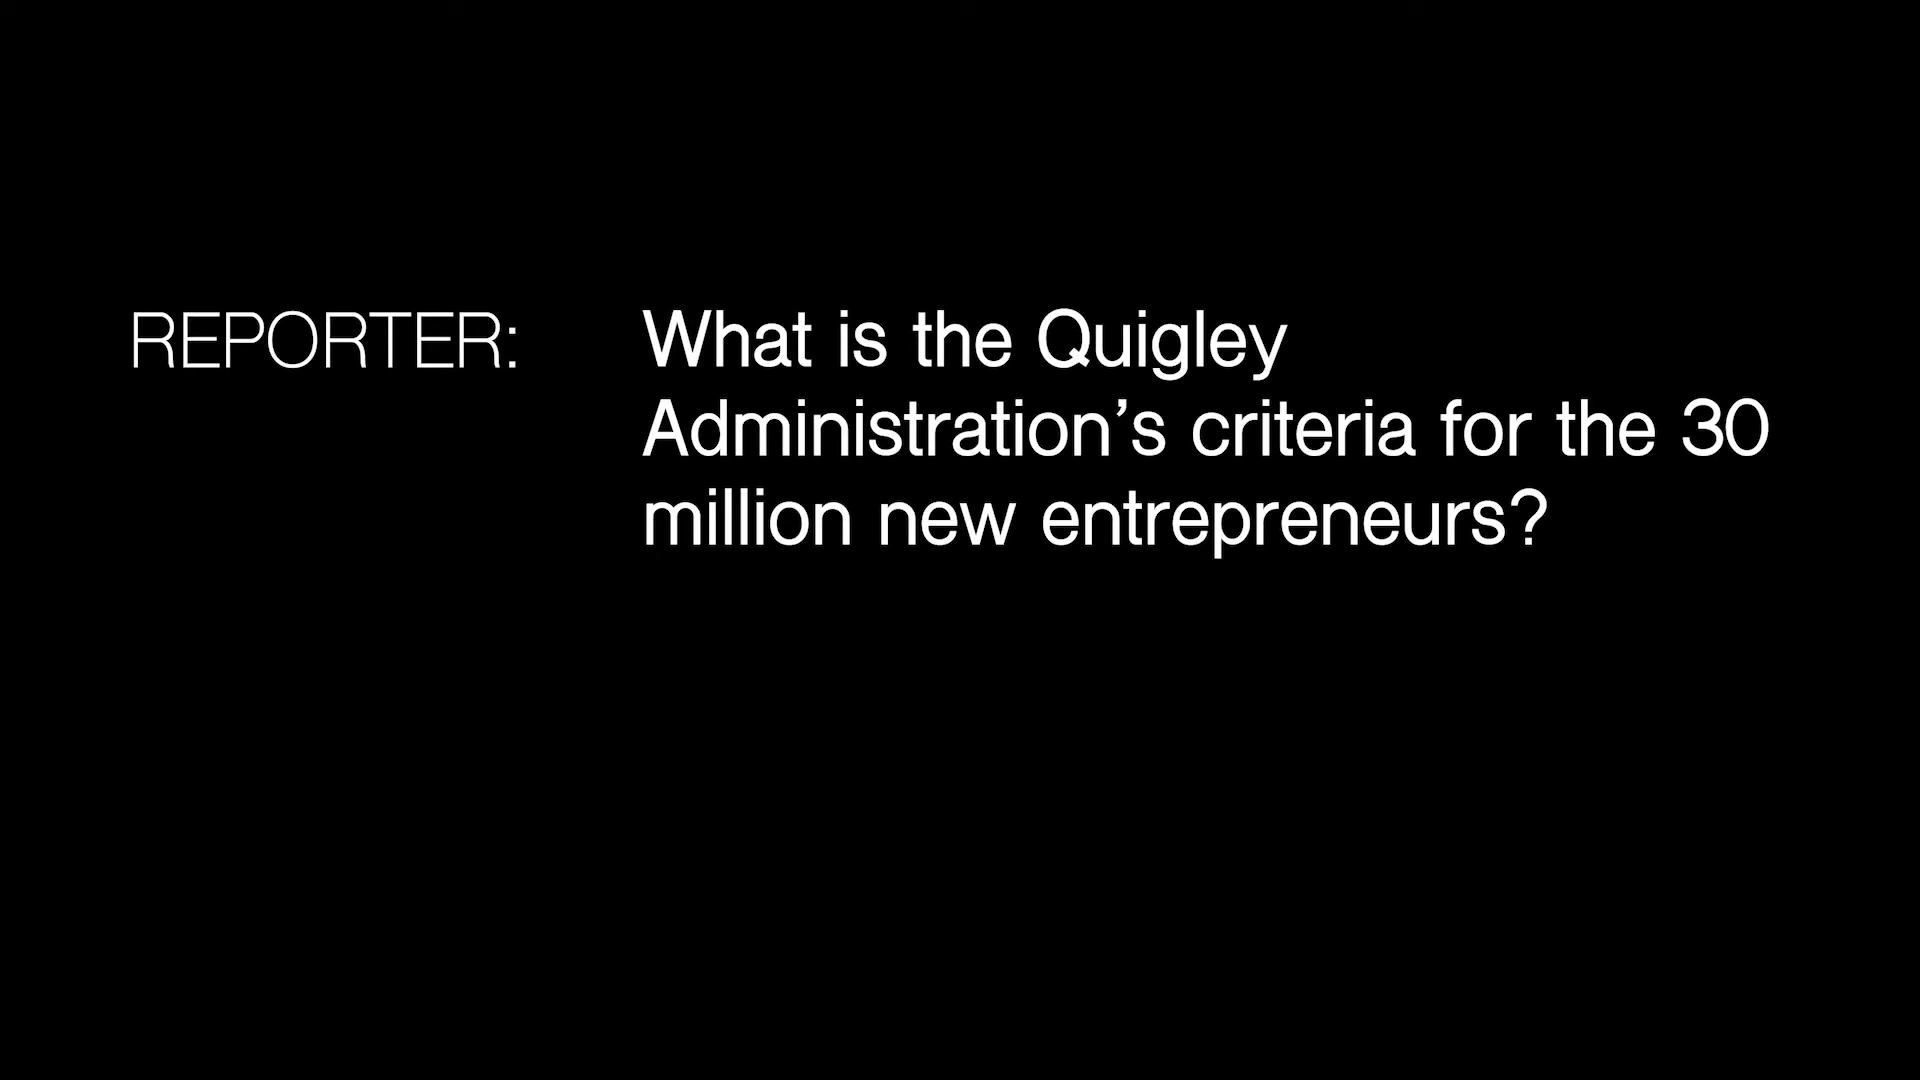 REPORTER: What is the Quigley
Administration’s criteria for the 30
million new entrepreneurs?